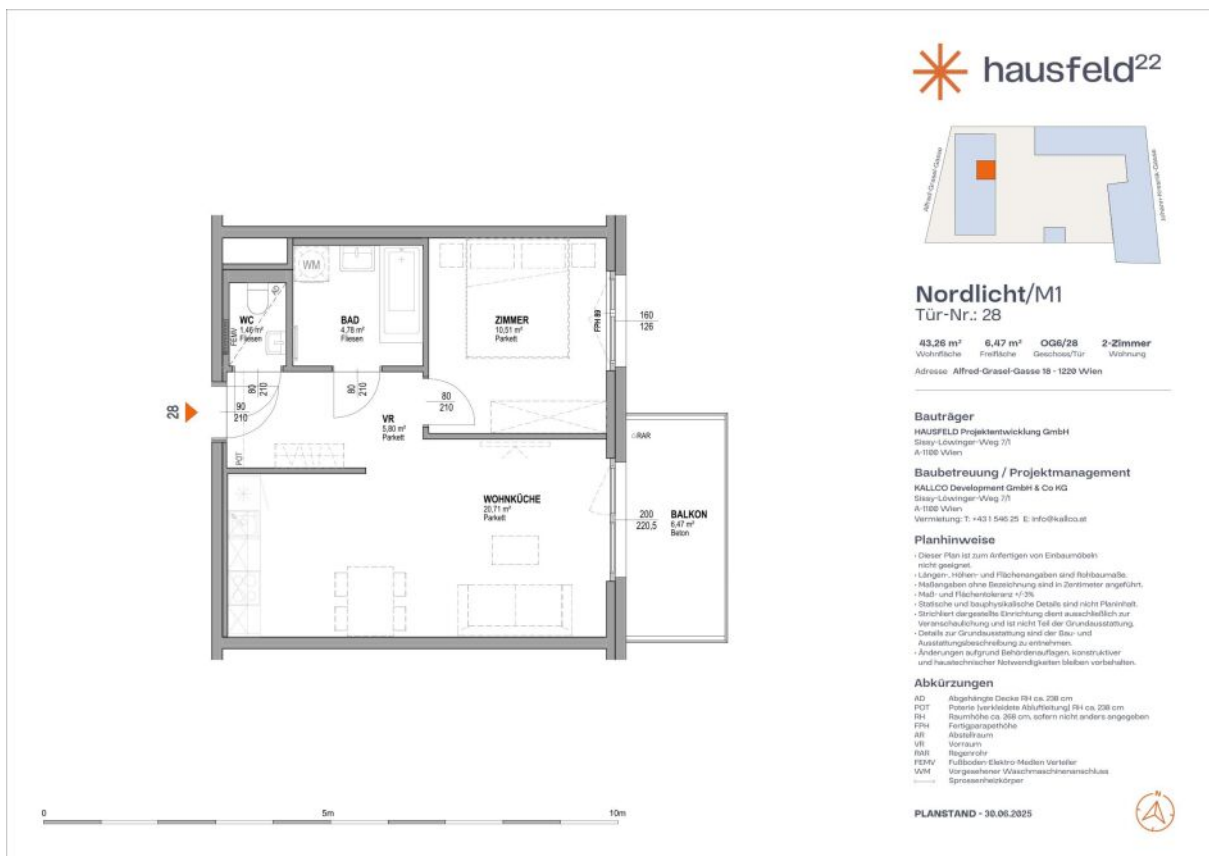 hausfeld²²
Alfred-Grasel-Gasse
Nordlicht/M1
Tür-Nr.: 28
43,26 m² 6,47 m² OG6/28 2-Zimmer
Wohnfläche Freifläche Geschoss/Tür Wohnung
Adresse Alfred-Grasel-Gasse 18 - 1220 Wien
Bauträger
HAUSFELD Projektentwicklung GmbH
Sissy-Löwinger-Weg 7/1
A-1100 Wien
Baubetreuung / Projektmanagement
KALLCO Development GmbH & Co KG
Sissy-Löwinger-Weg 7/1
A-1100 Wien
Vermietung: T: +43 1 546 25 E: info@kallco.at
Planhinweise
• Dieser Plan ist zum Anfertigen von Einbaumöbeln
nicht geeignet.
• Längen-, Höhen- und Flächenangaben sind Rohbaumaße.
• Maßangaben ohne Bezeichnung sind in Zentimeter angeführt.
• Maß- und Flächentoleranz +/-3%
• Statische und bauphysikalische Details sind nicht Planinhalt.
• Strichliert dargestellte Einrichtung dient ausschließlich zur
Veranschaulichung und ist nicht Teil der Grundausstattung.
• Details zur Grundausstattung sind der Bau- und
Ausstattungsbeschreibung zu entnehmen.
• Änderungen aufgrund Behördenauflagen, konstruktiver
und haustechnischer Notwendigkeiten bleiben vorbehalten.
Abkürzungen
AD Abgehängte Decke RH ca. 238 cm
POT Poterie (verkleidete Abluftleitung) RH ca. 238 cm
RH Raumhöhe ca. 268 cm, sofern nicht anders angegeben
FPH Fertigparapethöhe
AR Abstellraum
VR Vorraum
RAR Regenrohr
FEMV Fußboden-Elektro-Medien Verteiler
WM Vorgesehener Waschmaschinenanschluss
Sprossenheizkörper
PLANSTAND - 30.06.2025
N
WM
WC
1,46 m²
Fliesen
FEMV
AD
BAD
4,78 m²
Fliesen
ZIMMER
10,51 m²
Parkett
FPH 99
160
126
80
210
80
210
80
210
90
210
28
VR
5,80 m²
Parkett
POT
RAR
WOHNKÜCHE
20,71 m²
Parkett
200
220,5
BALKON
6,47 m²
Beton
0 5m 10m